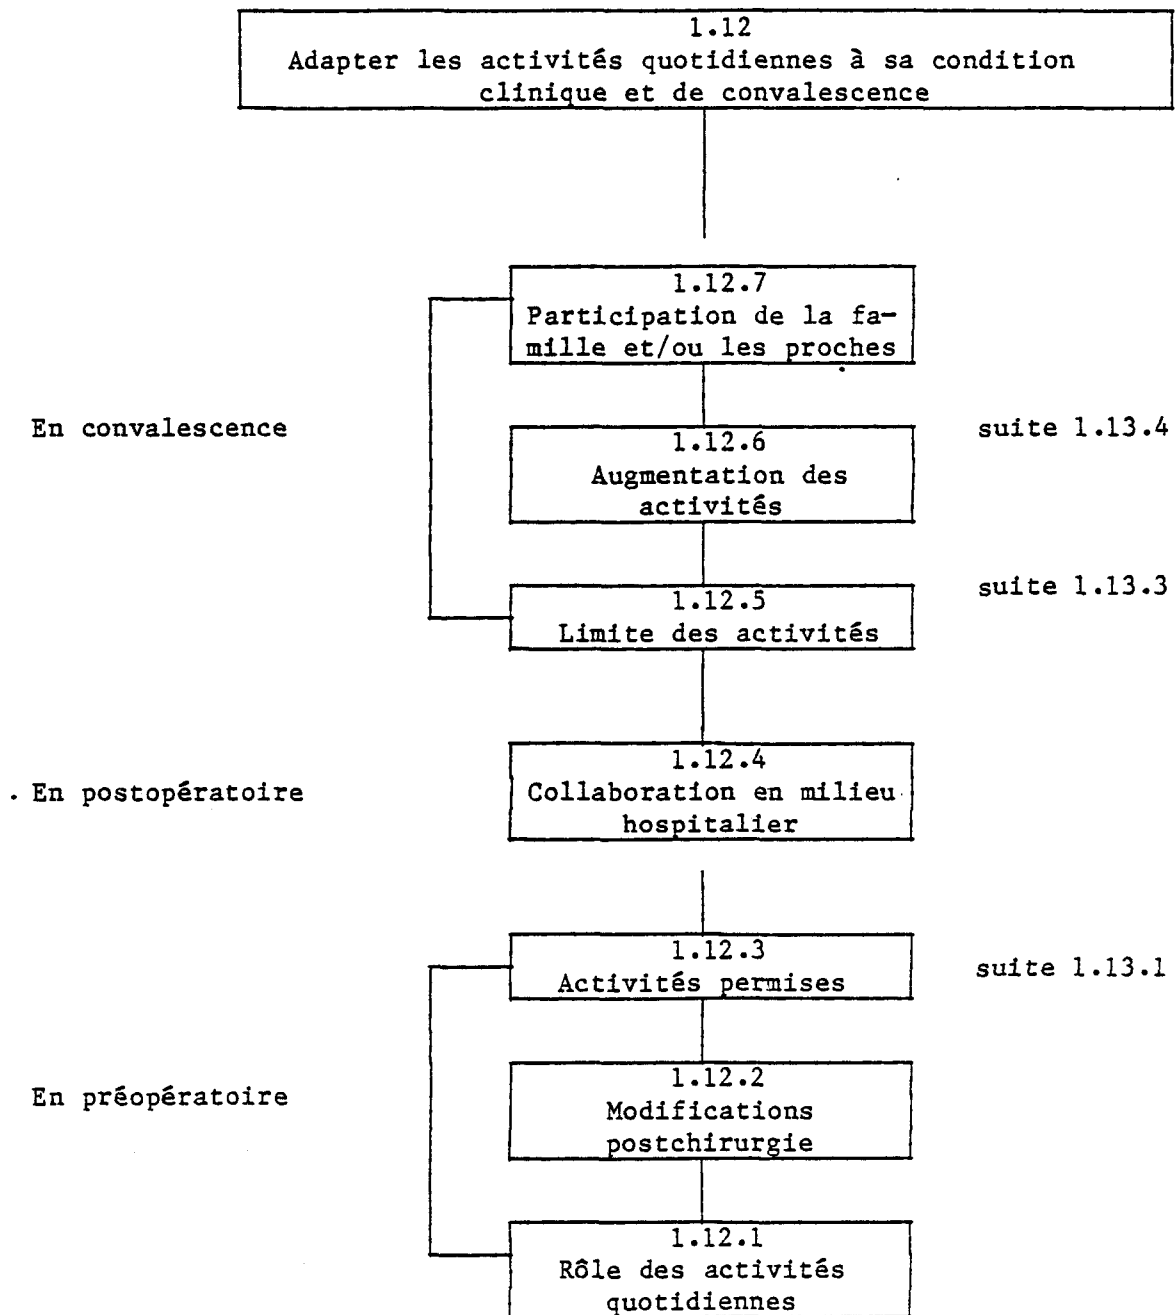 1.12
Adapter les activités quotidiennes à sa condition
clinique et de convalescence
1.12.7
Participation de la fa-
mille et/ou les proches
En convalescence
suite 1.13.4
1.12.6
Augmentation des
activités
suite 1.13.3
1.12.5
Limite des activités
1.12.4
En postopératoire
Collaboration en milieu
hospitalier
1.12.3
Activités permises
suite 1.13.1
En préopératoire
1.12.2
Modifications
postchirurgie
1.12.1
Rôle des activités
quotidiennes